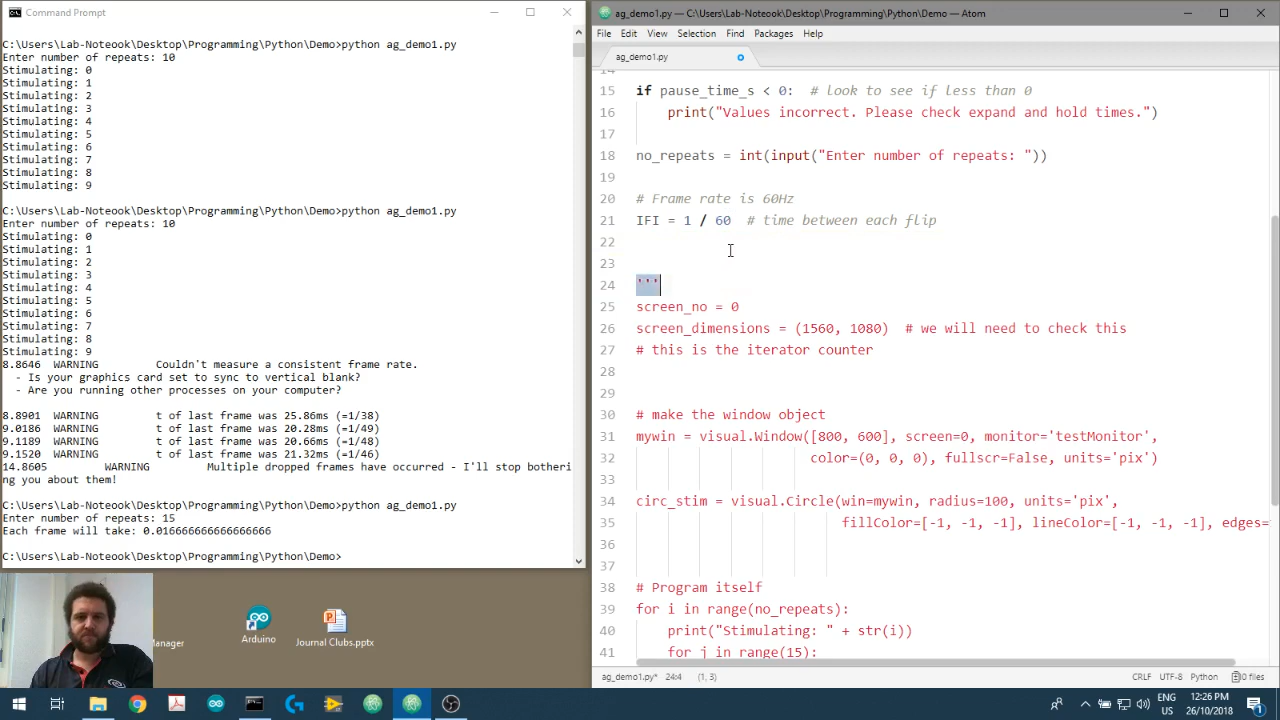 Command Prompt
C:\Users\Lab-Noteook\Desktop\Programming\Python\Demo>python ag_demo1.py
Enter number of repeats: 10
Stimulating: 0
Stimulating: 1
Stimulating: 2
Stimulating: 3
Stimulating: 4
Stimulating: 5
Stimulating: 6
Stimulating: 7
Stimulating: 8
Stimulating: 9
C:\Users\Lab-Noteook\Desktop\Programming\Python\Demo>python ag_demo1.py
Enter number of repeats: 10
Stimulating: 0
Stimulating: 1
Stimulating: 2
Stimulating: 3
Stimulating: 4
Stimulating: 5
Stimulating: 6
Stimulating: 7
Stimulating: 8
Stimulating: 9
8.8646 WARNING Couldn't measure a consistent frame rate.
- Is your graphics card set to sync to vertical blank?
- Are you running other processes on your computer?
8.8901 WARNING t of last frame was 25.86ms (=1/38)
9.0186 WARNING t of last frame was 20.28ms (=1/49)
9.1189 WARNING t of last frame was 20.66ms (=1/48)
9.1520 WARNING t of last frame was 21.32ms (=1/46)
14.8605 WARNING Multiple dropped frames have occurred - I'll stop botheri
ng you about them!
C:\Users\Lab-Noteook\Desktop\Programming\Python\Demo>python ag_demo1.py
Enter number of repeats: 15
Each frame will take: 0.016666666666666666
C:\Users\Lab-Noteook\Desktop\Programming\Python\Demo>
ag_demo1.py — C:\Users\Lab-Noteook\Desktop\Programming\Python\Demo — Atom
File Edit View Selection Find Packages Help
ag_demo1.py
14
15 if pause_time_s < 0: # Look to see if less than 0
16 print("Values incorrect. Please check expand and hold times.")
17
18 no_repeats = int(input("Enter number of repeats: "))
19
20 # Frame rate is 60Hz
21 IFI = 1 / 60 # time between each flip
22
23
24 '''
25 screen_no = 0
26 screen_dimensions = (1560, 1080) # we will need to check this
27 # this is the iterator counter
28
29
30 # make the window object
31 mywin = visual.Window([800, 600], screen=0, monitor='testMonitor',
32 color=(0, 0, 0), fullscr=False, units='pix')
33
34 circ_stim = visual.Circle(win=mywin, radius=100, units='pix',
35 fillColor=[-1, -1, -1], lineColor=[-1, -1, -1], edges=
36
37
38 # Program itself
39 for i in range(no_repeats):
40 print("Stimulating: " + str(i))
41 for j in range(15):
ag_demo1.py* 24:4 (1, 3) CRLF UTF-8 Python 0 files
Manager
Arduino
Journal Clubs.pptx
ENG
US
12:26 PM
26/10/2018